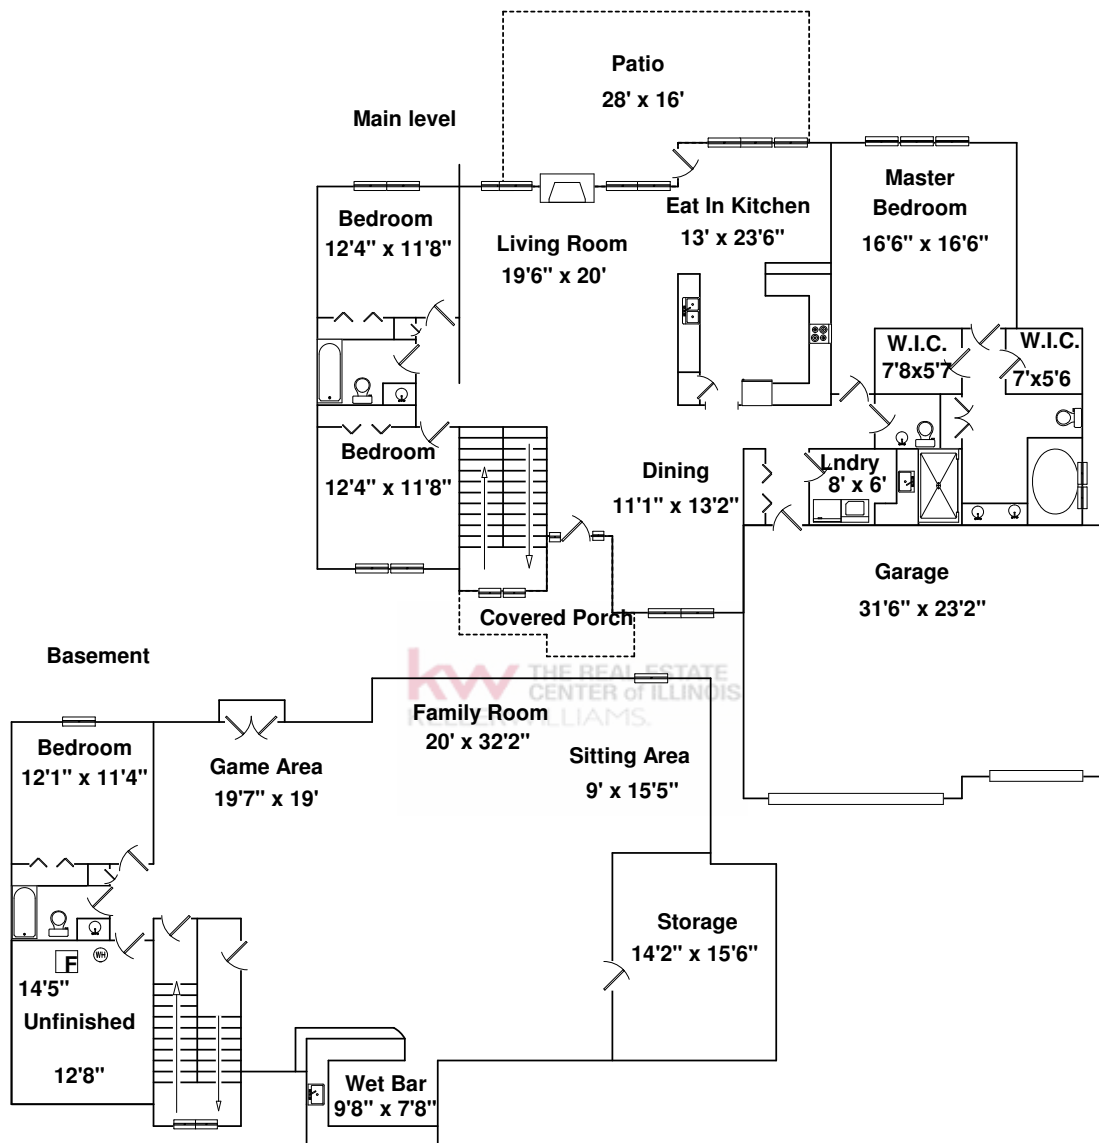 Patio
28' x 16'
Main level
Bedroom
12'4" x 11'8"
Living Room
19'6" x 20'
Eat In Kitchen
13' x 23'6"
Master
Bedroom
16'6" x 16'6"
W.I.C.
7'8x5'7
W.I.C.
7'x5'6
Bedroom
12'4" x 11'8"
Dining
11'1" x 13'2"
Lndry
8' x 6'
Garage
31'6" x 23'2"
Covered Porch
kw THE REAL ESTATE
CENTER of ILLINOIS
KELLERWILLIAMS.
Basement
Bedroom
12'1" x 11'4"
Game Area
19'7" x 19'
Family Room
20' x 32'2"
Sitting Area
9' x 15'5"
Storage
14'2" x 15'6"
F
WH
14'5"
Unfinished
12'8"
Wet Bar
9'8" x 7'8"